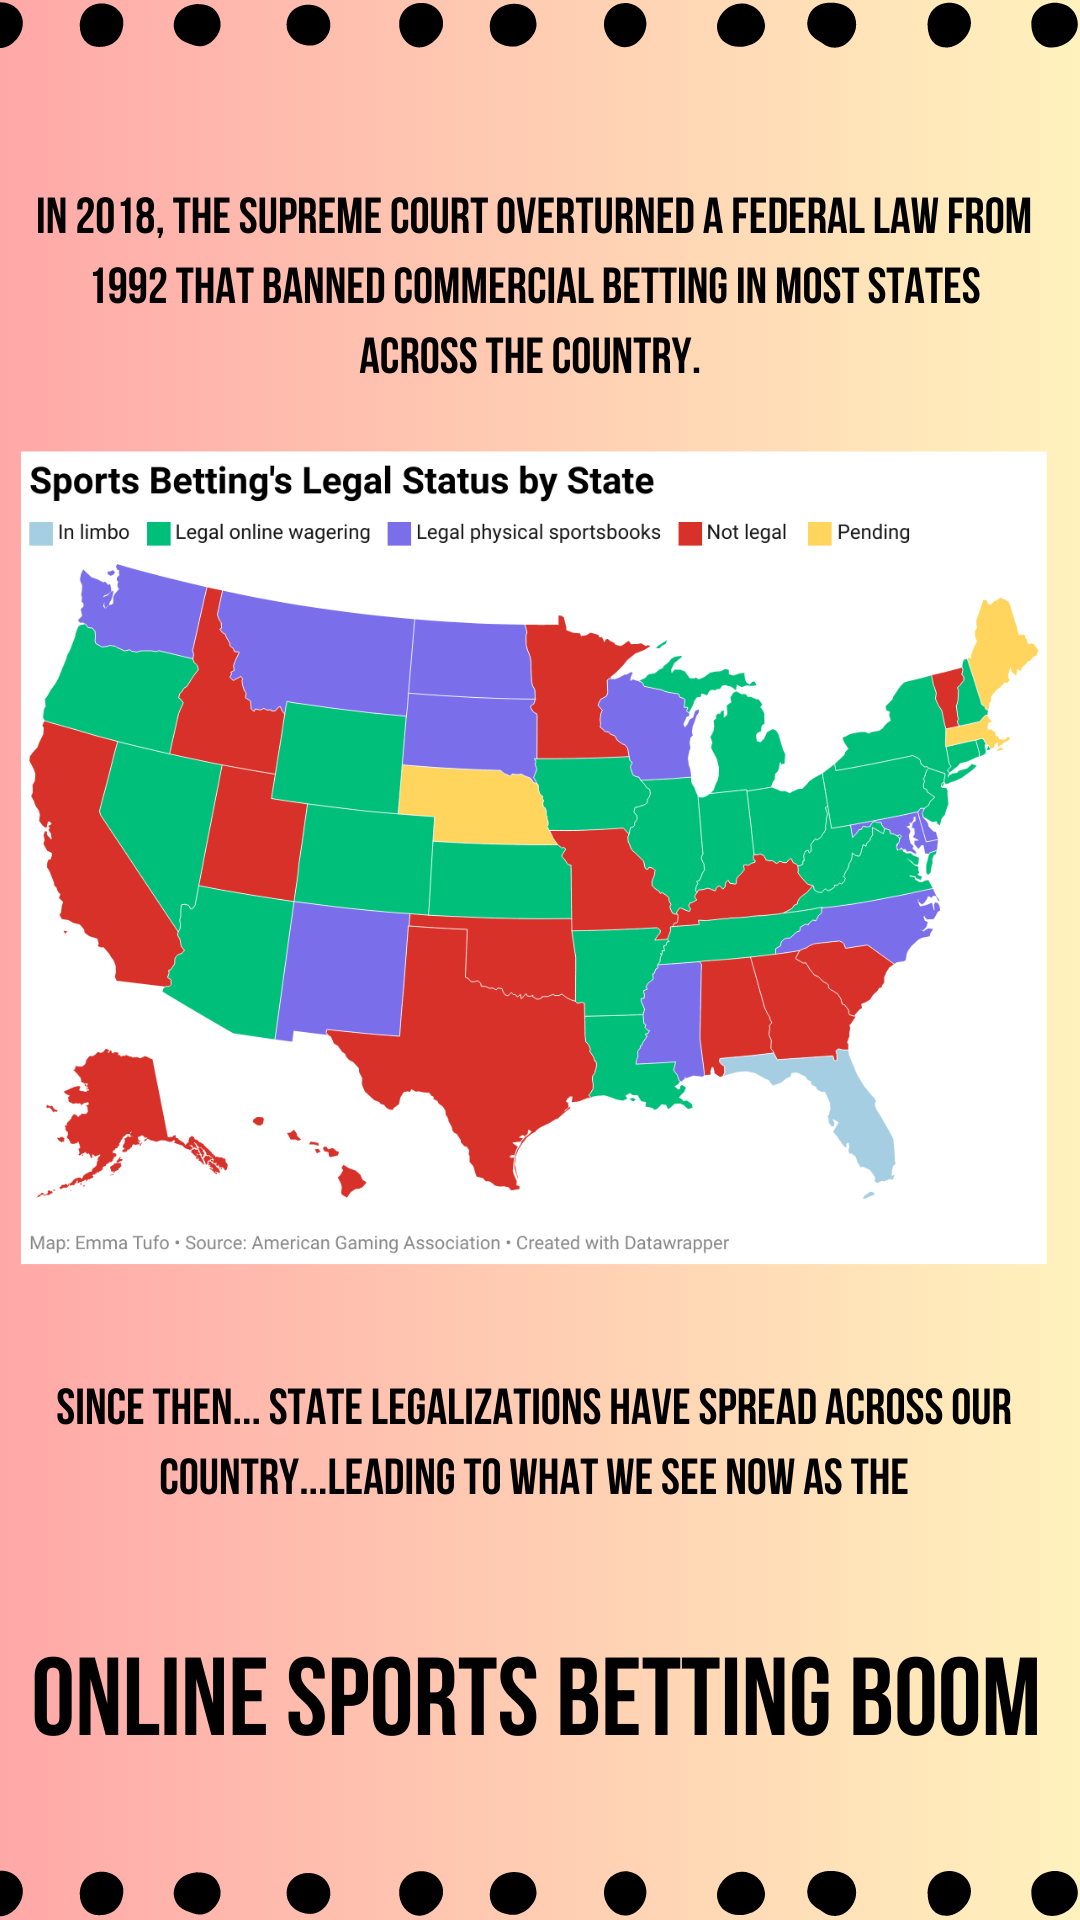 IN 2018, THE SUPREME COURT OVERTURNED A FEDERAL LAW FROM
1992 THAT BANNED COMMERCIAL BETTING IN MOST STATES
ACROSS THE COUNTRY.
Sports Betting's Legal Status by State
In limbo Legal online wagering Legal physical sportsbooks Not legal Pending
Map: Emma Tufo • Source: American Gaming Association • Created with Datawrapper
SINCE THEN... STATE LEGALIZATIONS HAVE SPREAD ACROSS OUR
COUNTRY...LEADING TO WHAT WE SEE NOW AS THE
ONLINE SPORTS BETTING BOOM